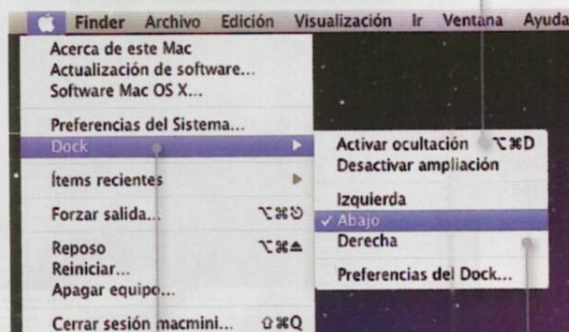 Finder Archivo Edición Visualización Ir Ventana Ayuda
Acerca de este Mac
Actualización de software...
Software Mac OS X...
Preferencias del Sistema...
Dock
Ítems recientes
Forzar salida... ⌥⌘⎋
Reposo ⌥⌘⏏
Reiniciar...
Apagar equipo...
Cerrar sesión macmini... ⇧⌘Q
Activar ocultación ⌥⌘D
Desactivar ampliación
Izquierda
✓ Abajo
Derecha
Preferencias del Dock...